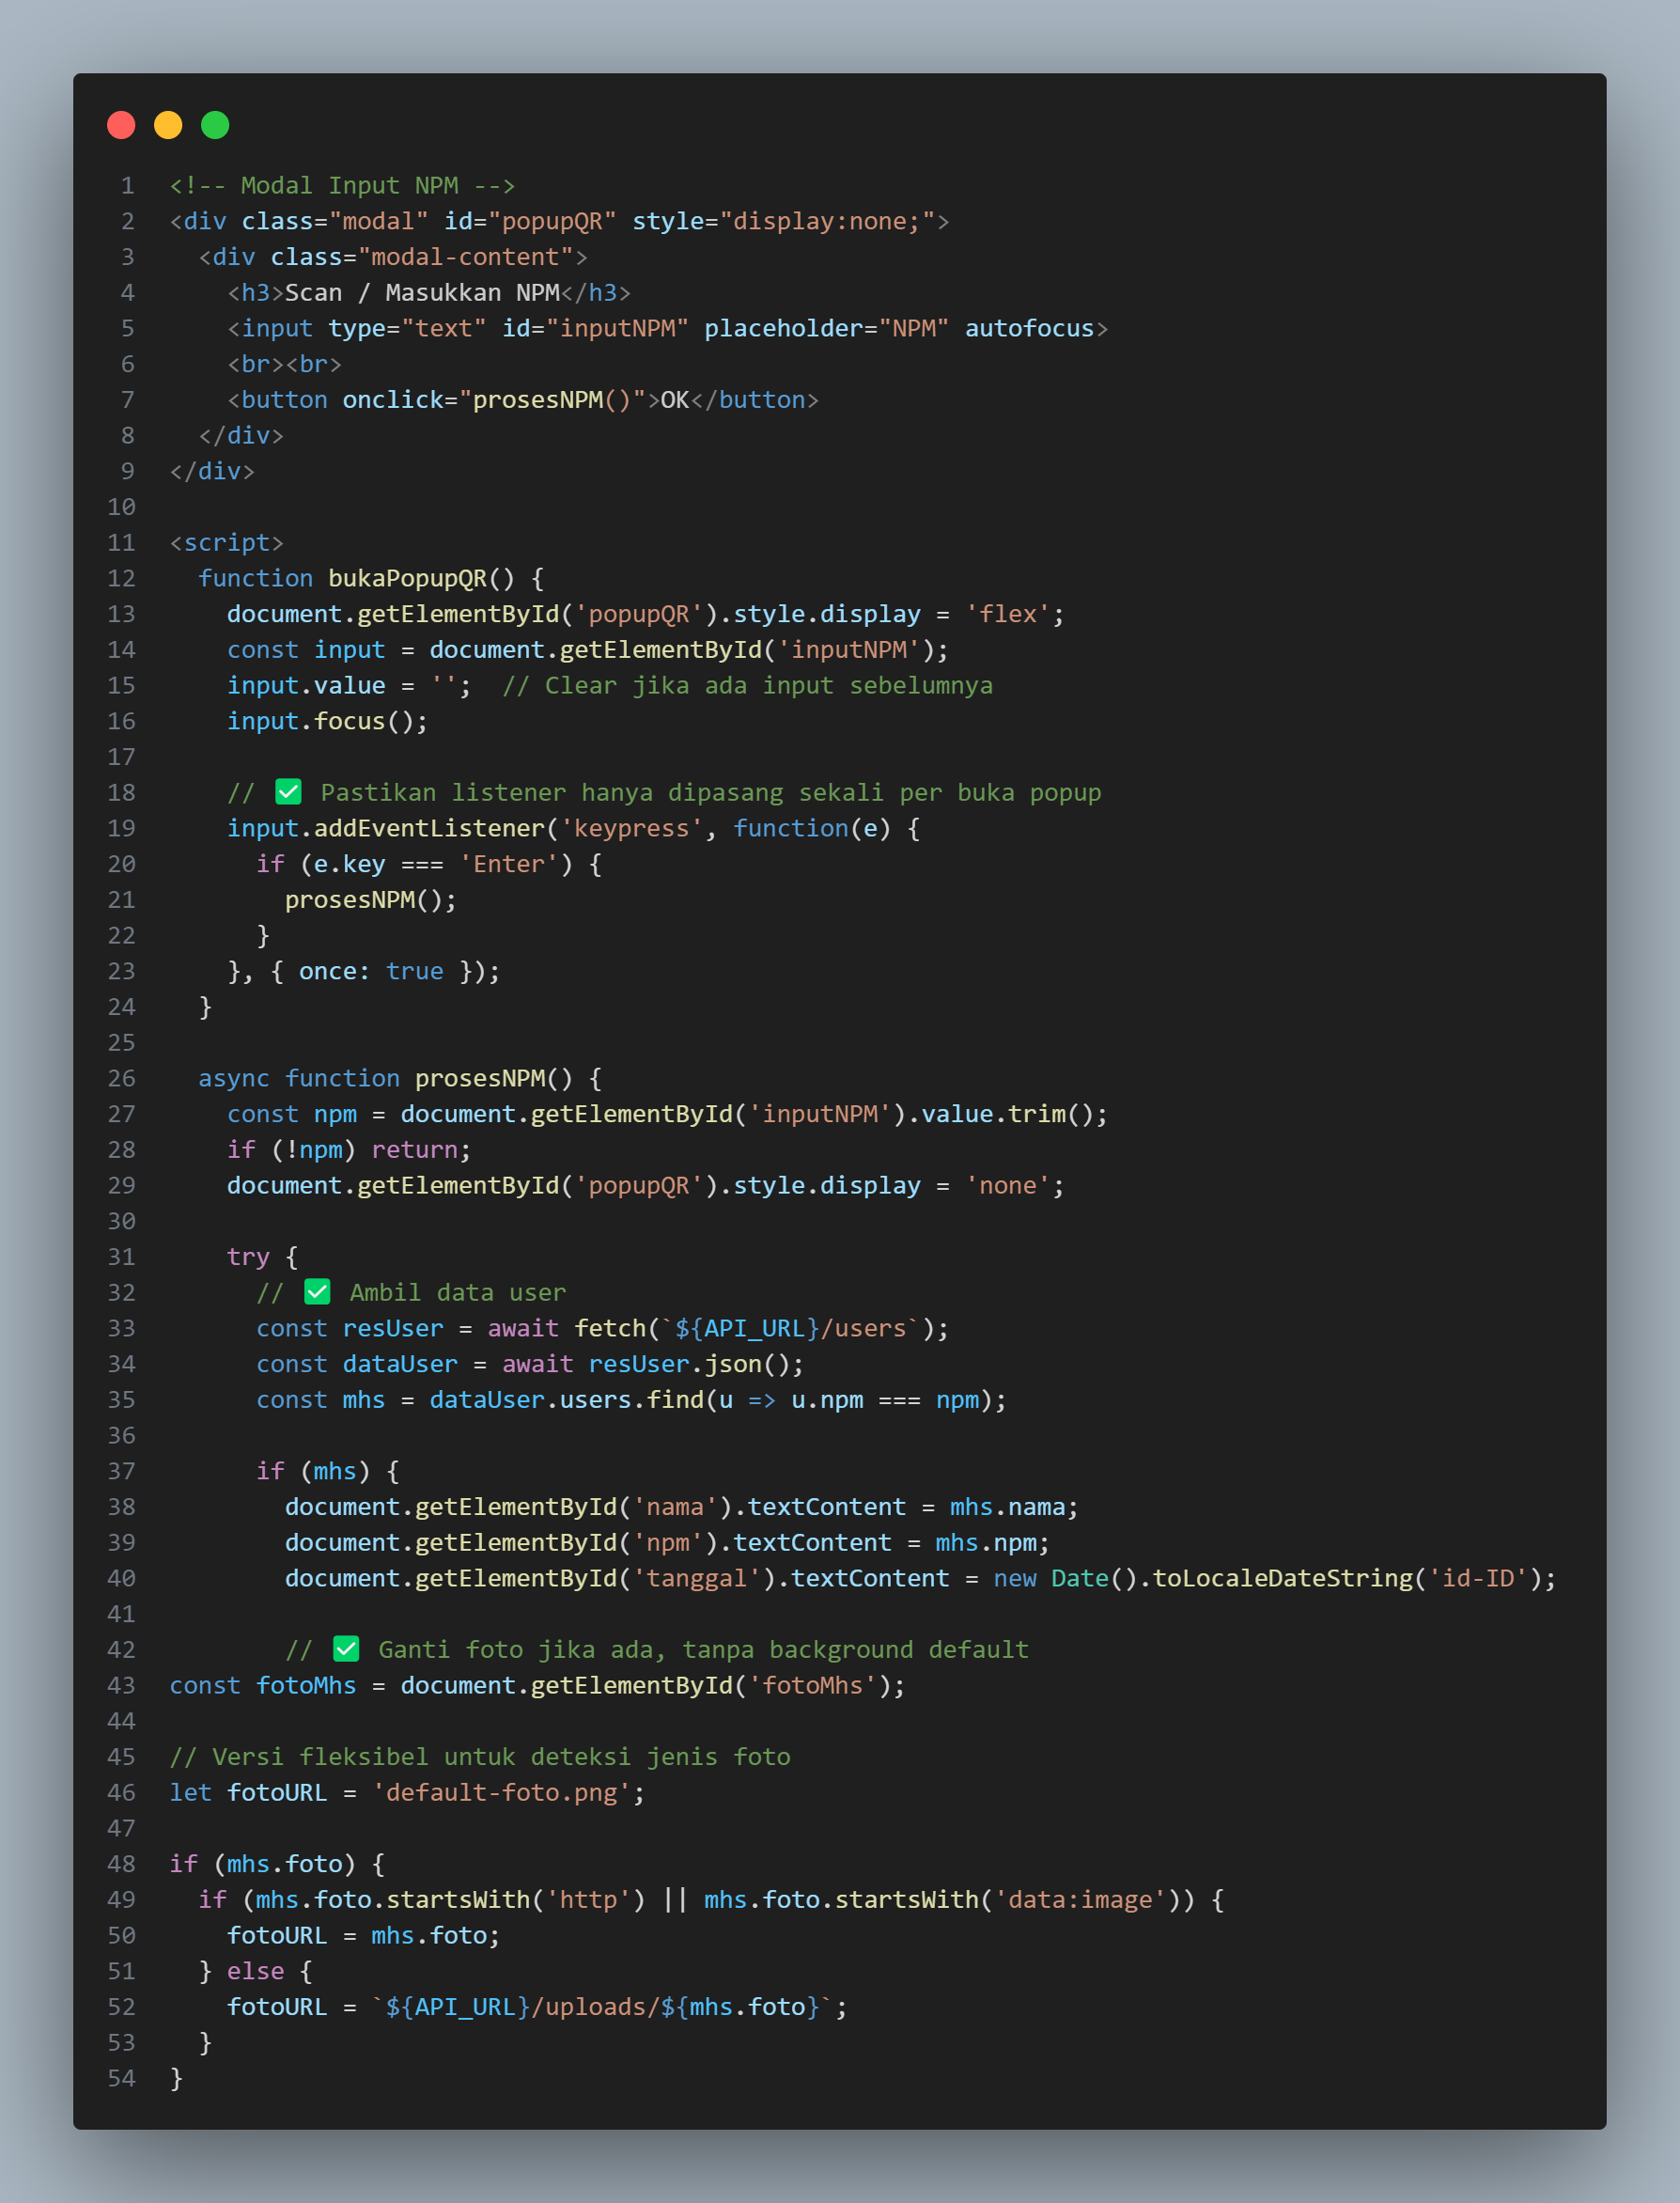 1 <!-- Modal Input NPM -->
2 <div class="modal" id="popupQR" style="display:none;">
3   <div class="modal-content">
4     <h3>Scan / Masukkan NPM</h3>
5     <input type="text" id="inputNPM" placeholder="NPM" autofocus>
6     <br><br>
7     <button onclick="prosesNPM()">OK</button>
8   </div>
9 </div>
10
11 <script>
12   function bukaPopupQR() {
13     document.getElementById('popupQR').style.display = 'flex';
14     const input = document.getElementById('inputNPM');
15     input.value = '';  // Clear jika ada input sebelumnya
16     input.focus();
17
18     // ✅ Pastikan listener hanya dipasang sekali per buka popup
19     input.addEventListener('keypress', function(e) {
20       if (e.key === 'Enter') {
21         prosesNPM();
22       }
23     }, { once: true });
24   }
25
26   async function prosesNPM() {
27     const npm = document.getElementById('inputNPM').value.trim();
28     if (!npm) return;
29     document.getElementById('popupQR').style.display = 'none';
30
31     try {
32       // ✅ Ambil data user
33       const resUser = await fetch(`${API_URL}/users`);
34       const dataUser = await resUser.json();
35       const mhs = dataUser.users.find(u => u.npm === npm);
36
37       if (mhs) {
38         document.getElementById('nama').textContent = mhs.nama;
39         document.getElementById('npm').textContent = mhs.npm;
40         document.getElementById('tanggal').textContent = new Date().toLocaleDateString('id-ID');
41
42         // ✅ Ganti foto jika ada, tanpa background default
43 const fotoMhs = document.getElementById('fotoMhs');
44
45 // Versi fleksibel untuk deteksi jenis foto
46 let fotoURL = 'default-foto.png';
47
48 if (mhs.foto) {
49   if (mhs.foto.startsWith('http') || mhs.foto.startsWith('data:image')) {
50     fotoURL = mhs.foto;
51   } else {
52     fotoURL = `${API_URL}/uploads/${mhs.foto}`;
53   }
54 }